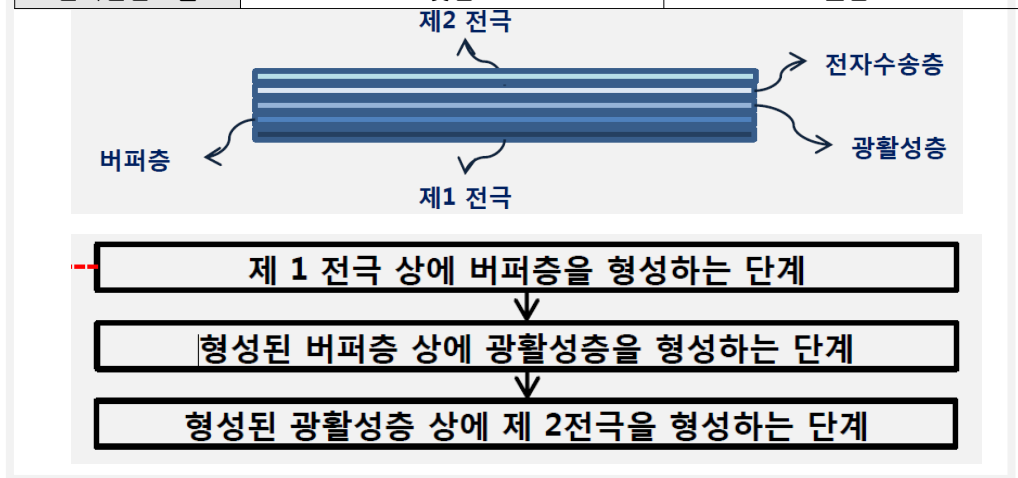 제2 전극
전자수송층
광활성층
버퍼층
제1 전극
제 1 전극 상에 버퍼층을 형성하는 단계
형성된 버퍼층 상에 광활성층을 형성하는 단계
형성된 광활성층 상에 제 2전극을 형성하는 단계